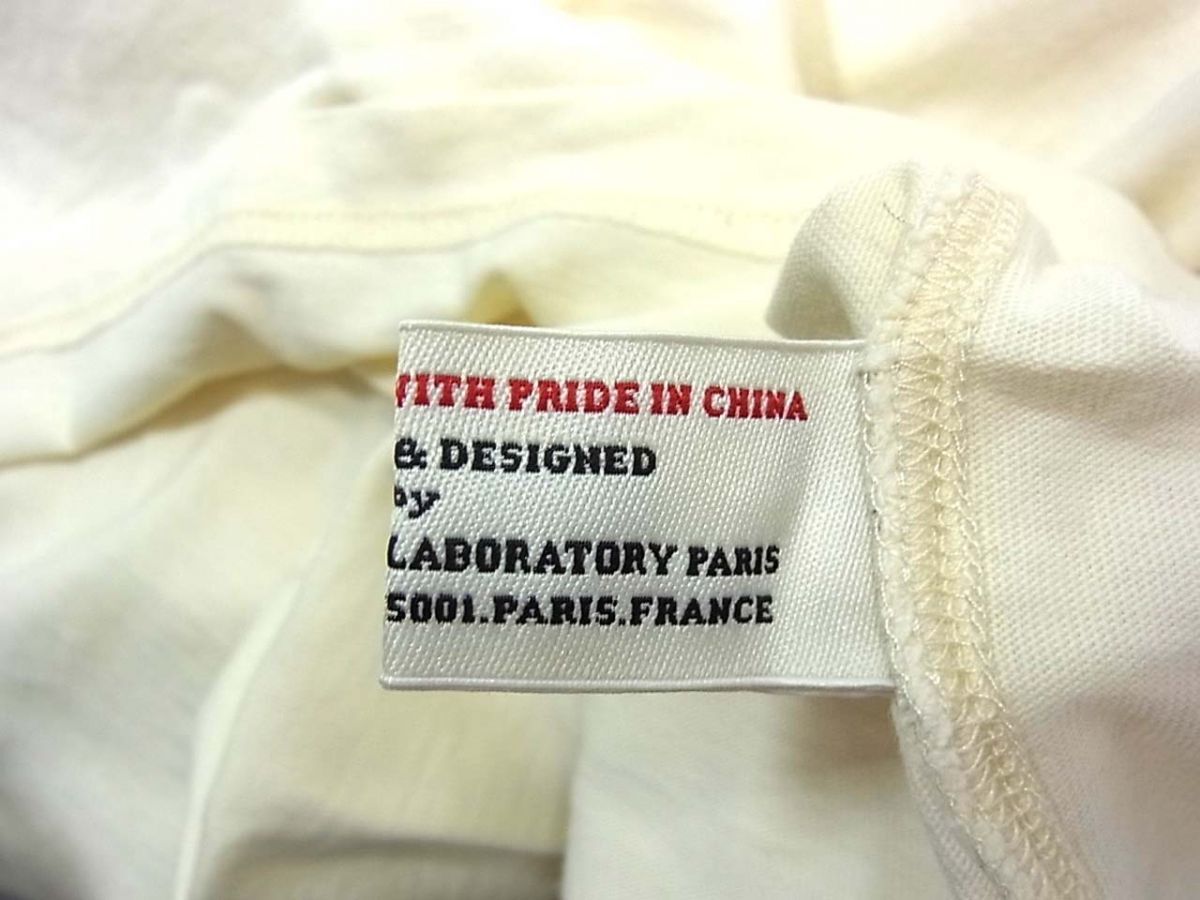 WITH PRIDE IN CHINA
& DESIGNED
by
LABORATORY PARIS
5001.PARIS.FRANCE